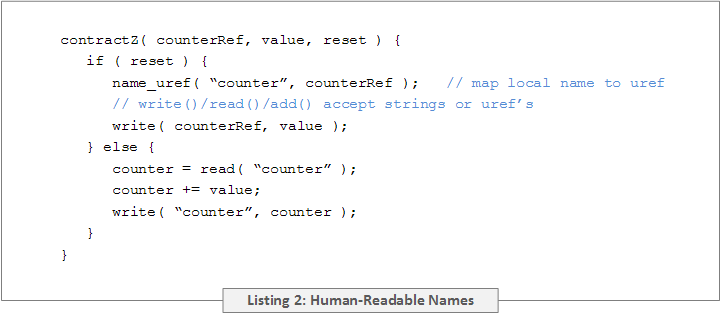 contractZ( counterRef, value, reset ) {
if ( reset ) {
name_uref( “counter”, counterRef );   // map local name to uref
// write()/read()/add() accept strings or uref’s
write( counterRef, value );
} else {
counter = read( “counter” );
counter += value;
write( “counter”, counter );
}
}
Listing 2: Human-Readable Names